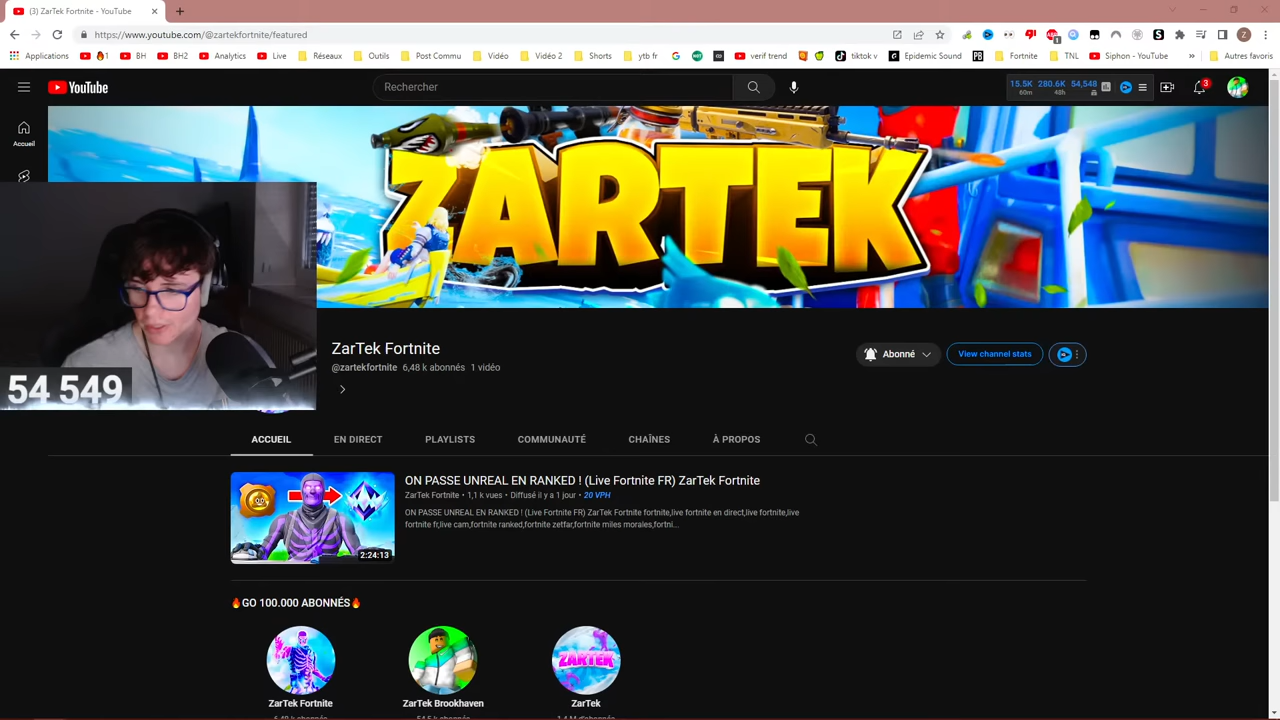 (3) ZarTek Fortnite - YouTube
https://www.youtube.com/@zartekfortnite/featured
Applications 1 BH BH2 Analytics Live Réseaux Outils Post Commu Vidéo Vidéo 2 Shorts ytb fr verif trend tiktok v Epidemic Sound Fortnite TNL Siphon - YouTube » Autres favoris
YouTube
Rechercher
15.5K 280.6K 54,548
60m 48h
3
Accueil
ZARTEK
54 549
ZarTek Fortnite
@zartekfortnite 6,48 k abonnés 1 vidéo
Abonné
View channel stats
ACCUEIL EN DIRECT PLAYLISTS COMMUNAUTÉ CHAÎNES À PROPOS
ON PASSE UNREAL EN RANKED ! (Live Fortnite FR) ZarTek Fortnite
ZarTek Fortnite • 1,1 k vues • Diffusé il y a 1 jour • 20 VPH
ON PASSE UNREAL EN RANKED ! (Live Fortnite FR) ZarTek Fortnite fortnite,live fortnite en direct,live fortnite,live
fortnite fr,live cam,fortnite ranked,fortnite zetfar,fortnite miles morales,fortni...
2:24:13
🔥GO 100.000 ABONNÉS🔥
ZARTEK
ZarTek Fortnite ZarTek Brookhaven ZarTek